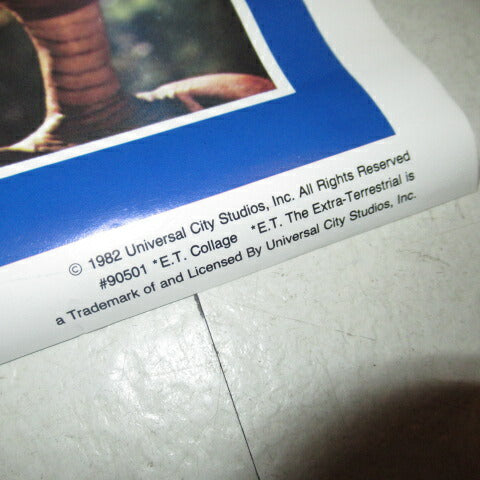 © 1982 Universal City Studios, Inc. All Rights Reserved
#90501 *E.T. Collage *E.T. The Extra-Terrestrial is
a Trademark of and Licensed By Universal City Studios, Inc.